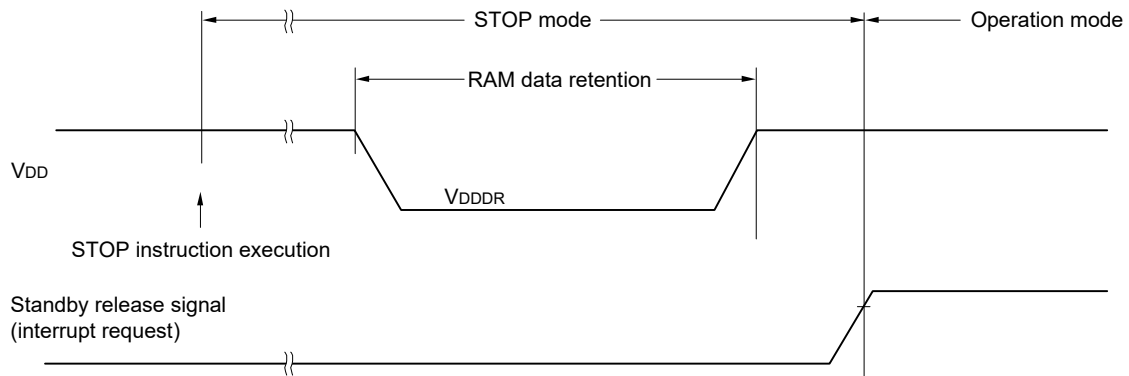 STOP mode
Operation mode
RAM data retention
VDD
VDDDR
STOP instruction execution
Standby release signal
(interrupt request)